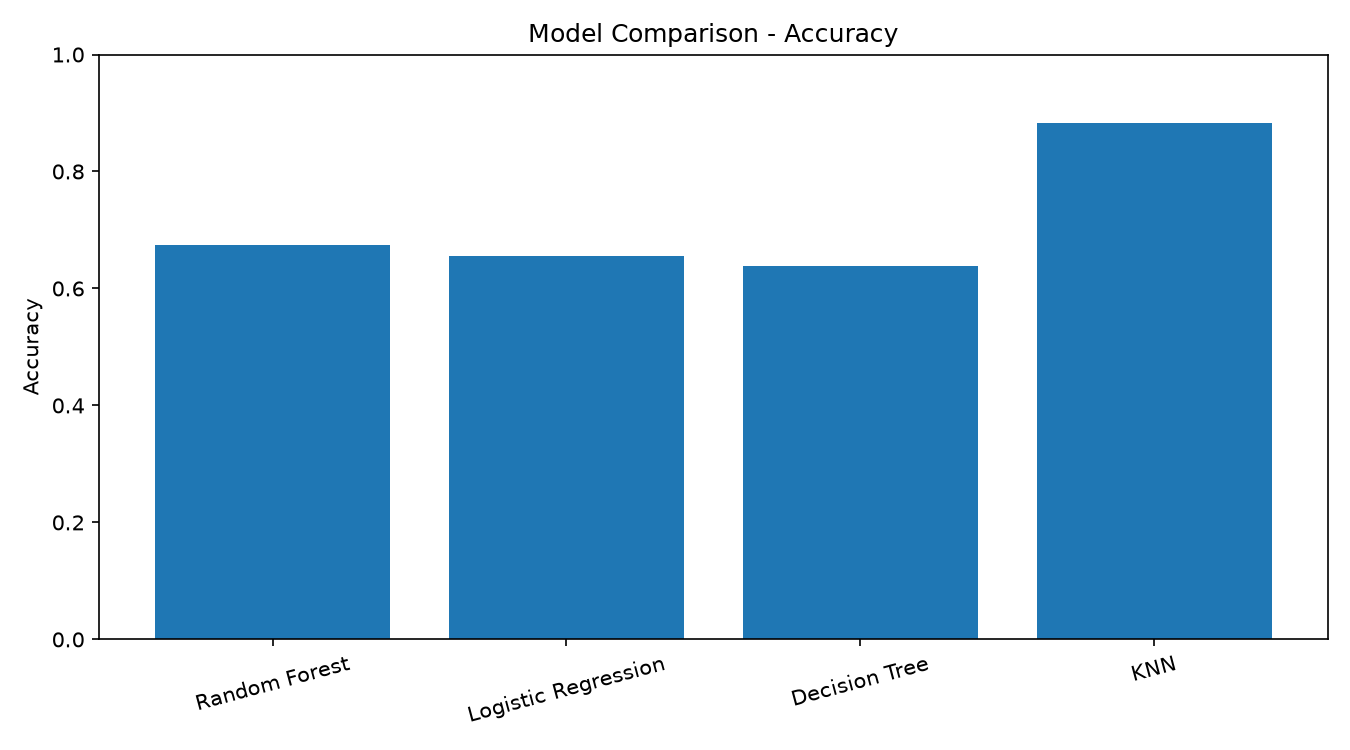 Model Comparison - Accuracy
1.0
0.8
0.6
0.4
0.2
0.0
Accuracy
Random Forest
Logistic Regression
Decision Tree
KNN